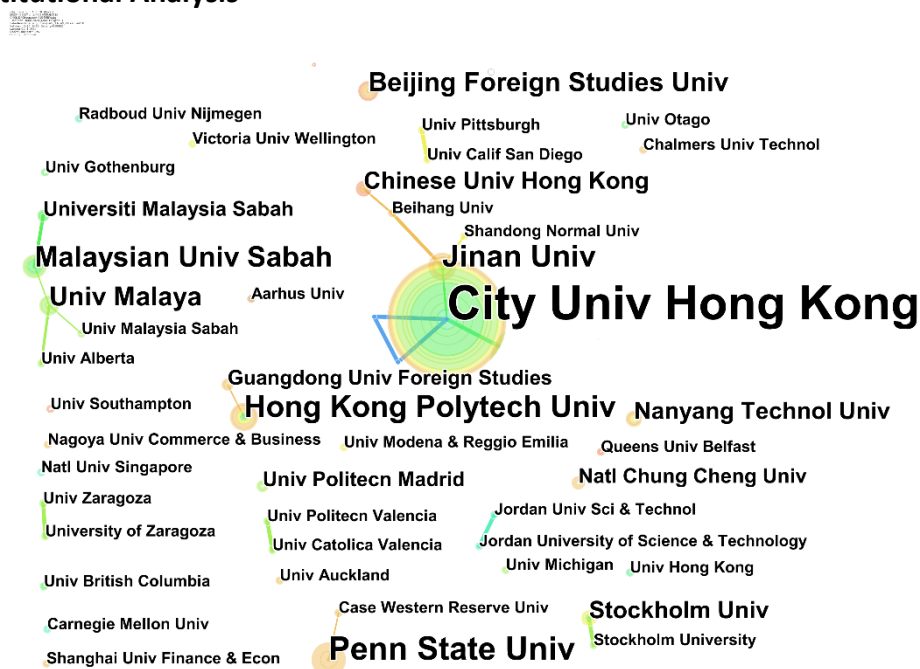 titutional Analysis
Beijing Foreign Studies Univ
Radboud Univ Nijmegen
Univ Pittsburgh
Univ Otago
Victoria Univ Wellington
Chalmers Univ Technol
Univ Calif San Diego
Univ Gothenburg
Chinese Univ Hong Kong
Universiti Malaysia Sabah
Beihang Univ
Shandong Normal Univ
Malaysian Univ Sabah
Jinan Univ
Univ Malaya
Aarhus Univ
City Univ Hong Kong
Univ Malaysia Sabah
Univ Alberta
Guangdong Univ Foreign Studies
Univ Southampton
Hong Kong Polytech Univ
Nanyang Technol Univ
Nagoya Univ Commerce & Business
Univ Modena & Reggio Emilia
Queens Univ Belfast
Natl Univ Singapore
Univ Politecn Madrid
Natl Chung Cheng Univ
Univ Zaragoza
Univ Politecn Valencia
Jordan Univ Sci & Technol
University of Zaragoza
Univ Catolica Valencia
Jordan University of Science & Technology
Univ British Columbia
Univ Auckland
Univ Michigan
Univ Hong Kong
Case Western Reserve Univ
Stockholm Univ
Carnegie Mellon Univ
Stockholm University
Shanghai Univ Finance & Econ
Penn State Univ